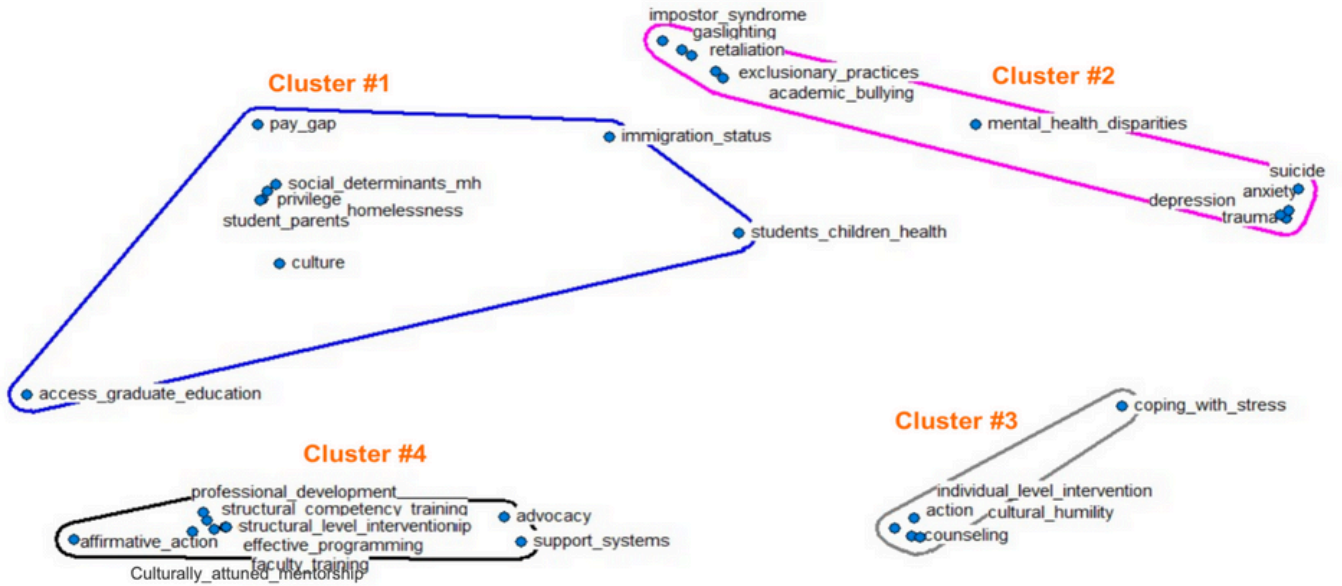 Cluster #1
pay_gap
immigration_status
social_determinants_mh
privilege
homelessness
student_parents
culture
students_children_health
access_graduate_education
impostor_syndrome
gaslighting
retaliation
exclusionary_practices
academic_bullying
Cluster #2
mental_health_disparities
suicide
anxiety
depression
trauma
Cluster #3
coping_with_stress
individual_level_intervention
action
cultural_humility
counseling
Cluster #4
professional_development
structural_competency_training
structural_level_interventionip
advocacy
affirmative_action
effective_programming
support_systems
faculty_training
Culturally_attuned_mentorship